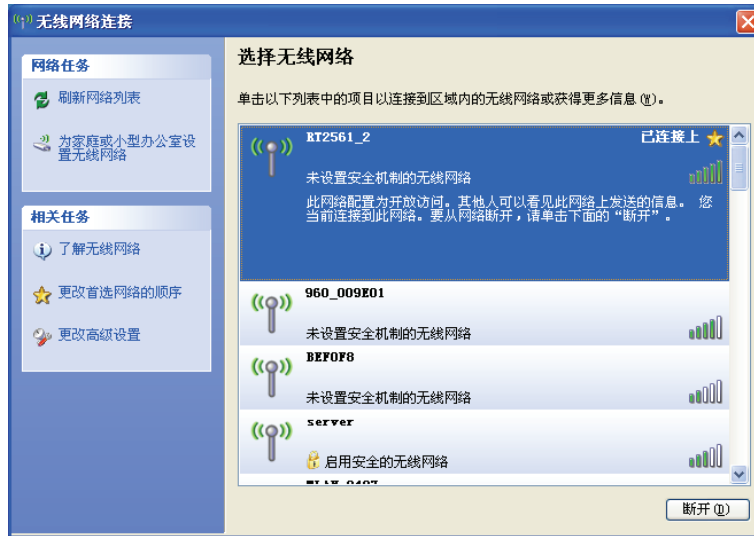 无线网络连接
网络任务
刷新网络列表
为家庭或小型办公室设
置无线网络
相关任务
了解无线网络
更改首选网络的顺序
更改高级设置
选择无线网络
单击以下列表中的项目以连接到区域内的无线网络或获得更多信息(W)。
RT2561_2 已连接上
未设置安全机制的无线网络
此网络配置为开放访问。其他人可以看见此网络上发送的信息。 您
当前连接到此网络。要从网络断开，请单击下面的“断开”。
960_009E01
未设置安全机制的无线网络
BEF0F8
未设置安全机制的无线网络
server
启用安全的无线网络
断开(D)